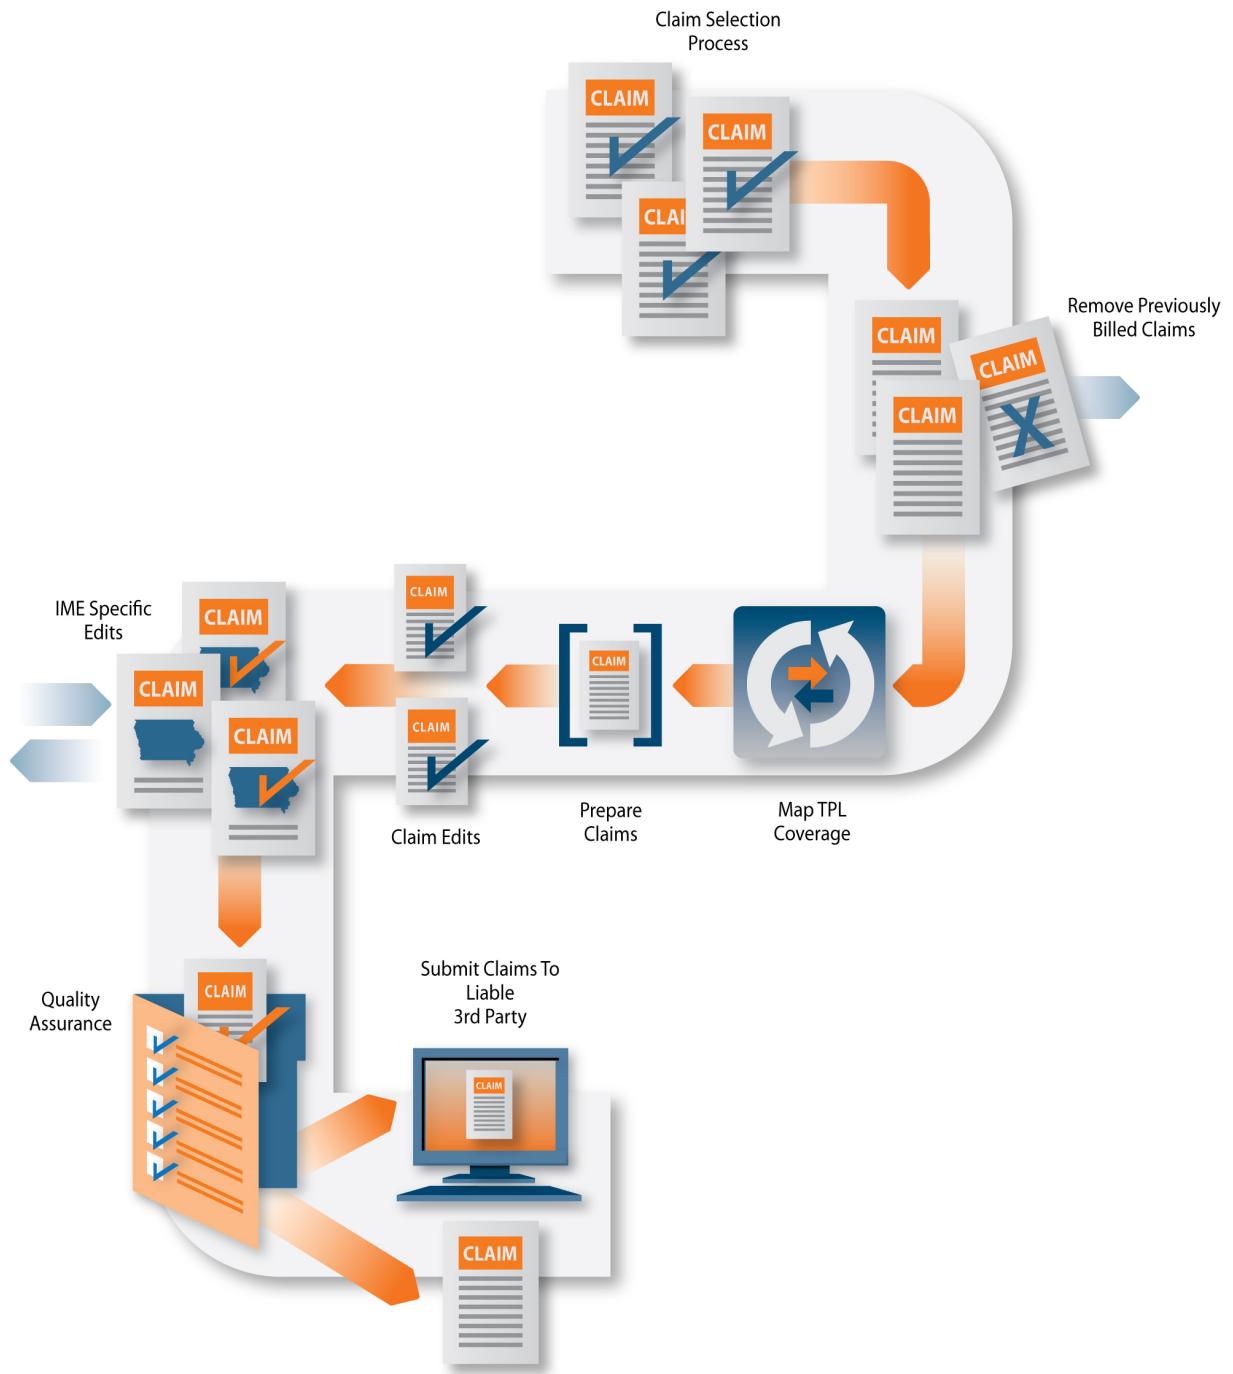 Claim Selection
Process
CLAIM
CLAIM
CLAI
Remove Previously
Billed Claims
CLAIM
CLAIM
CLAIM
IME Specific
Edits
CLAIM
CLAIM
CLAIM
CLAIM
CLAIM
CLAIM
Claim Edits
Prepare
Claims
Map TPL
Coverage
Quality
Assurance
CLAIM
Submit Claims To
Liable
3rd Party
CLAIM
CLAIM